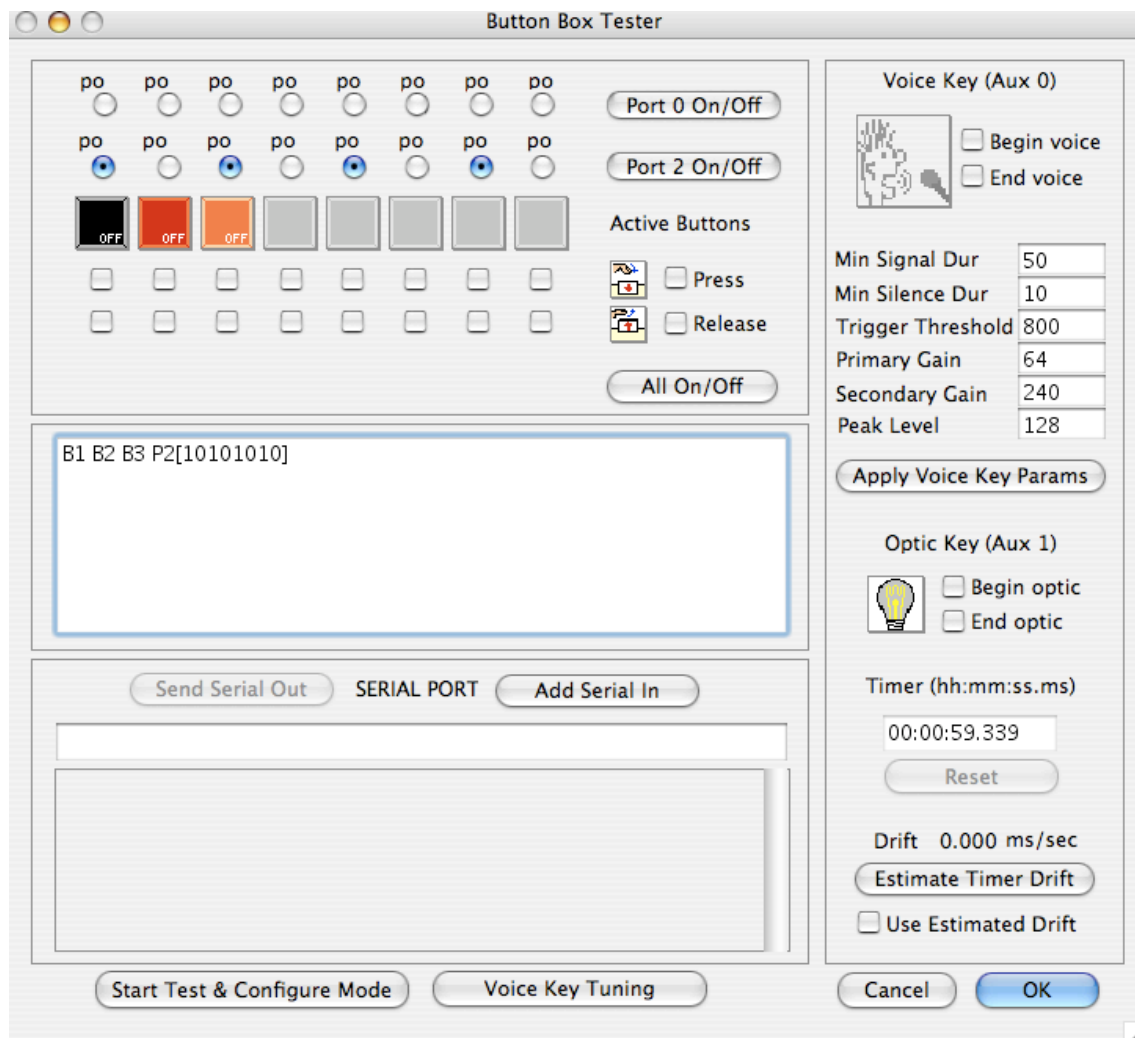 Button Box Tester
po po po po po po po po
Port 0 On/Off
po po po po po po po po
Port 2 On/Off
OFF OFF OFF
Active Buttons
Press
Release
All On/Off
B1 B2 B3 P2[10101010]
Send Serial Out SERIAL PORT Add Serial In
Start Test & Configure Mode Voice Key Tuning
Voice Key (Aux 0)
Begin voice
End voice
Min Signal Dur 50
Min Silence Dur 10
Trigger Threshold 800
Primary Gain 64
Secondary Gain 240
Peak Level 128
Apply Voice Key Params
Optic Key (Aux 1)
Begin optic
End optic
Timer (hh:mm:ss.ms)
00:00:59.339
Reset
Drift 0.000 ms/sec
Estimate Timer Drift
Use Estimated Drift
Cancel OK